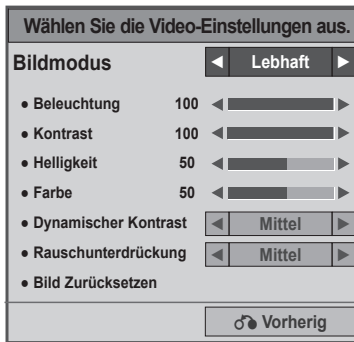 Wählen Sie die Video-Einstellungen aus.
Bildmodus ◄ Lebhaft ►
● Beleuchtung 100 ◄ ►
● Kontrast 100 ◄ ►
● Helligkeit 50 ◄ ►
● Farbe 50 ◄ ►
● Dynamischer Kontrast ◄ Mittel ►
● Rauschunterdrückung ◄ Mittel ►
● Bild Zurücksetzen
Vorherig